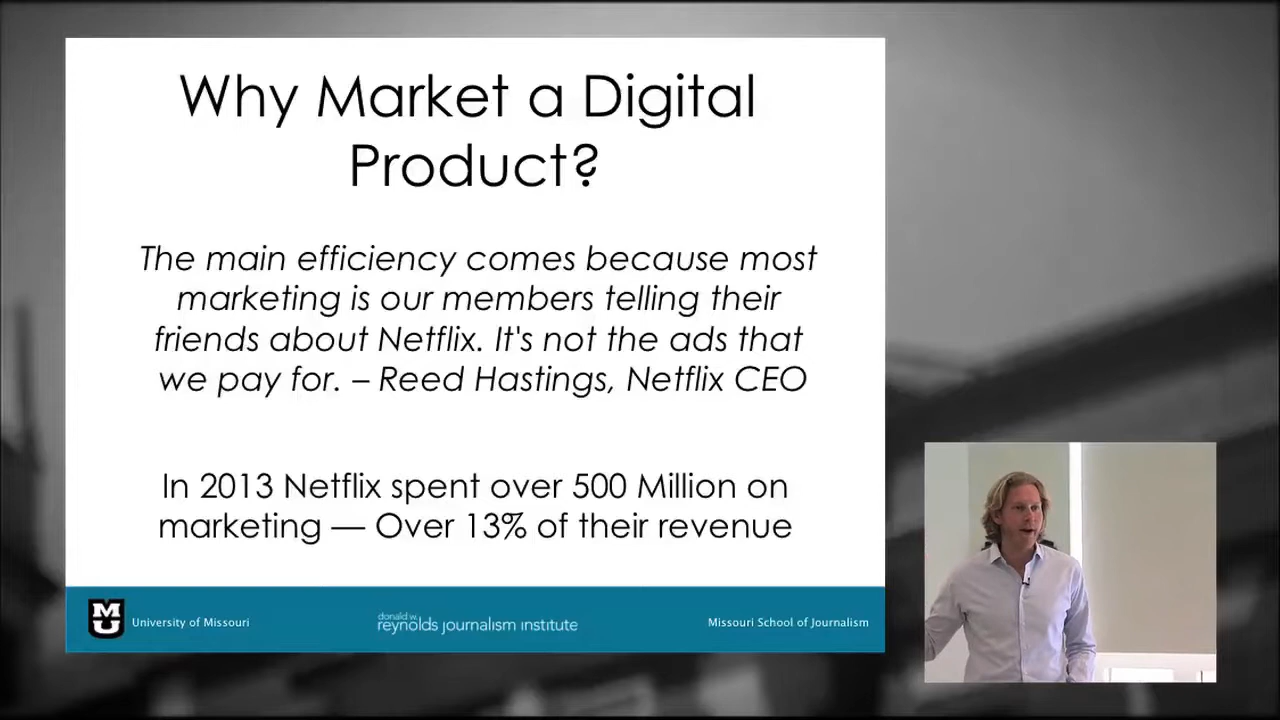 Why Market a Digital
Product?
The main efficiency comes because most
marketing is our members telling their
friends about Netflix. It's not the ads that
we pay for. – Reed Hastings, Netflix CEO
In 2013 Netflix spent over 500 Million on
marketing — Over 13% of their revenue
MU
University of Missouri
donald w.
reynolds journalism institute
Missouri School of Journalism